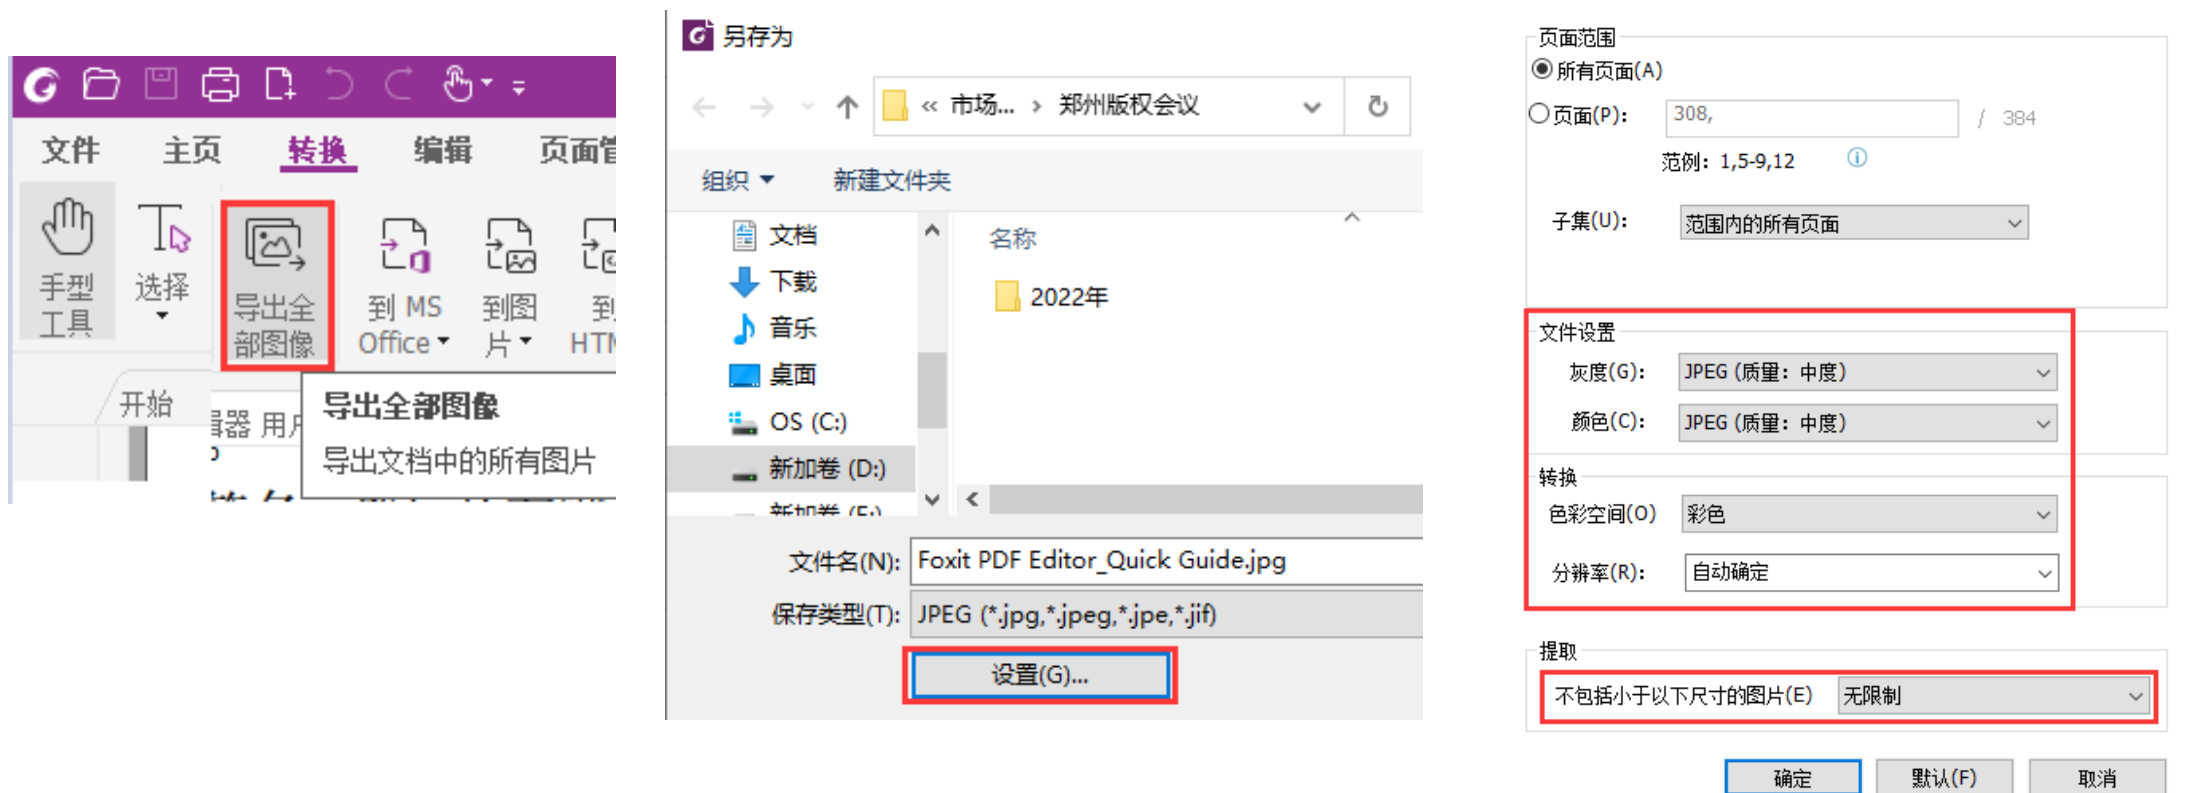 文件 主页 转换 编辑 页面管
手型
工具
选择
导出全
部图像
到 MS
Office
到图
片
到
HTM
开始
导出全部图像
辑器 用户
导出文档中的所有图片
另存为
« 市场... › 郑州版权会议
组织 新建文件夹
文档
下载
音乐
桌面
OS (C:)
新加卷 (D:)
新加卷 (E:)
名称
2022年
文件名(N): Foxit PDF Editor_Quick Guide.jpg
保存类型(T): JPEG (*.jpg,*.jpeg,*.jpe,*.jif)
设置(G)...
页面范围
所有页面(A)
页面(P): 308, / 384
范例: 1,5-9,12
子集(U): 范围内的所有页面
文件设置
灰度(G): JPEG (质量: 中度)
颜色(C): JPEG (质量: 中度)
转换
色彩空间(O) 彩色
分辨率(R): 自动确定
提取
不包括小于以下尺寸的图片(E) 无限制
确定 默认(F) 取消